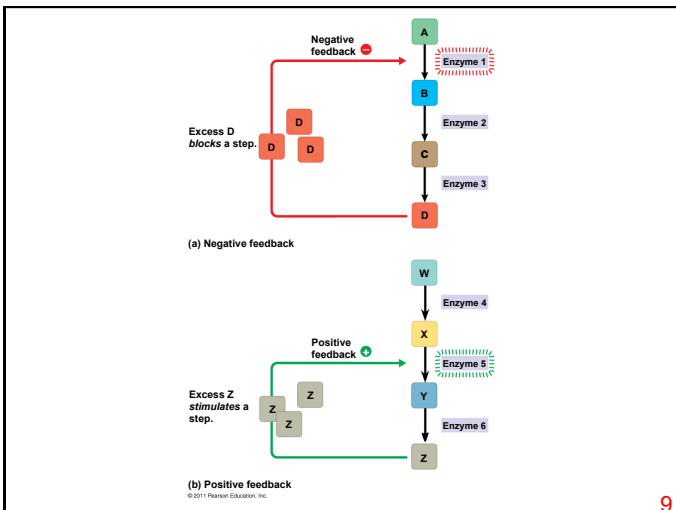 Negative
feedback −
A
Enzyme 1
B
Enzyme 2
Excess D
blocks a step.
D
D
D
C
Enzyme 3
D
(a) Negative feedback
W
Enzyme 4
X
Positive
feedback +
Enzyme 5
Excess Z
stimulates a
step.
Z
Z
Z
Y
Enzyme 6
Z
(b) Positive feedback
© 2011 Pearson Education, Inc.
9